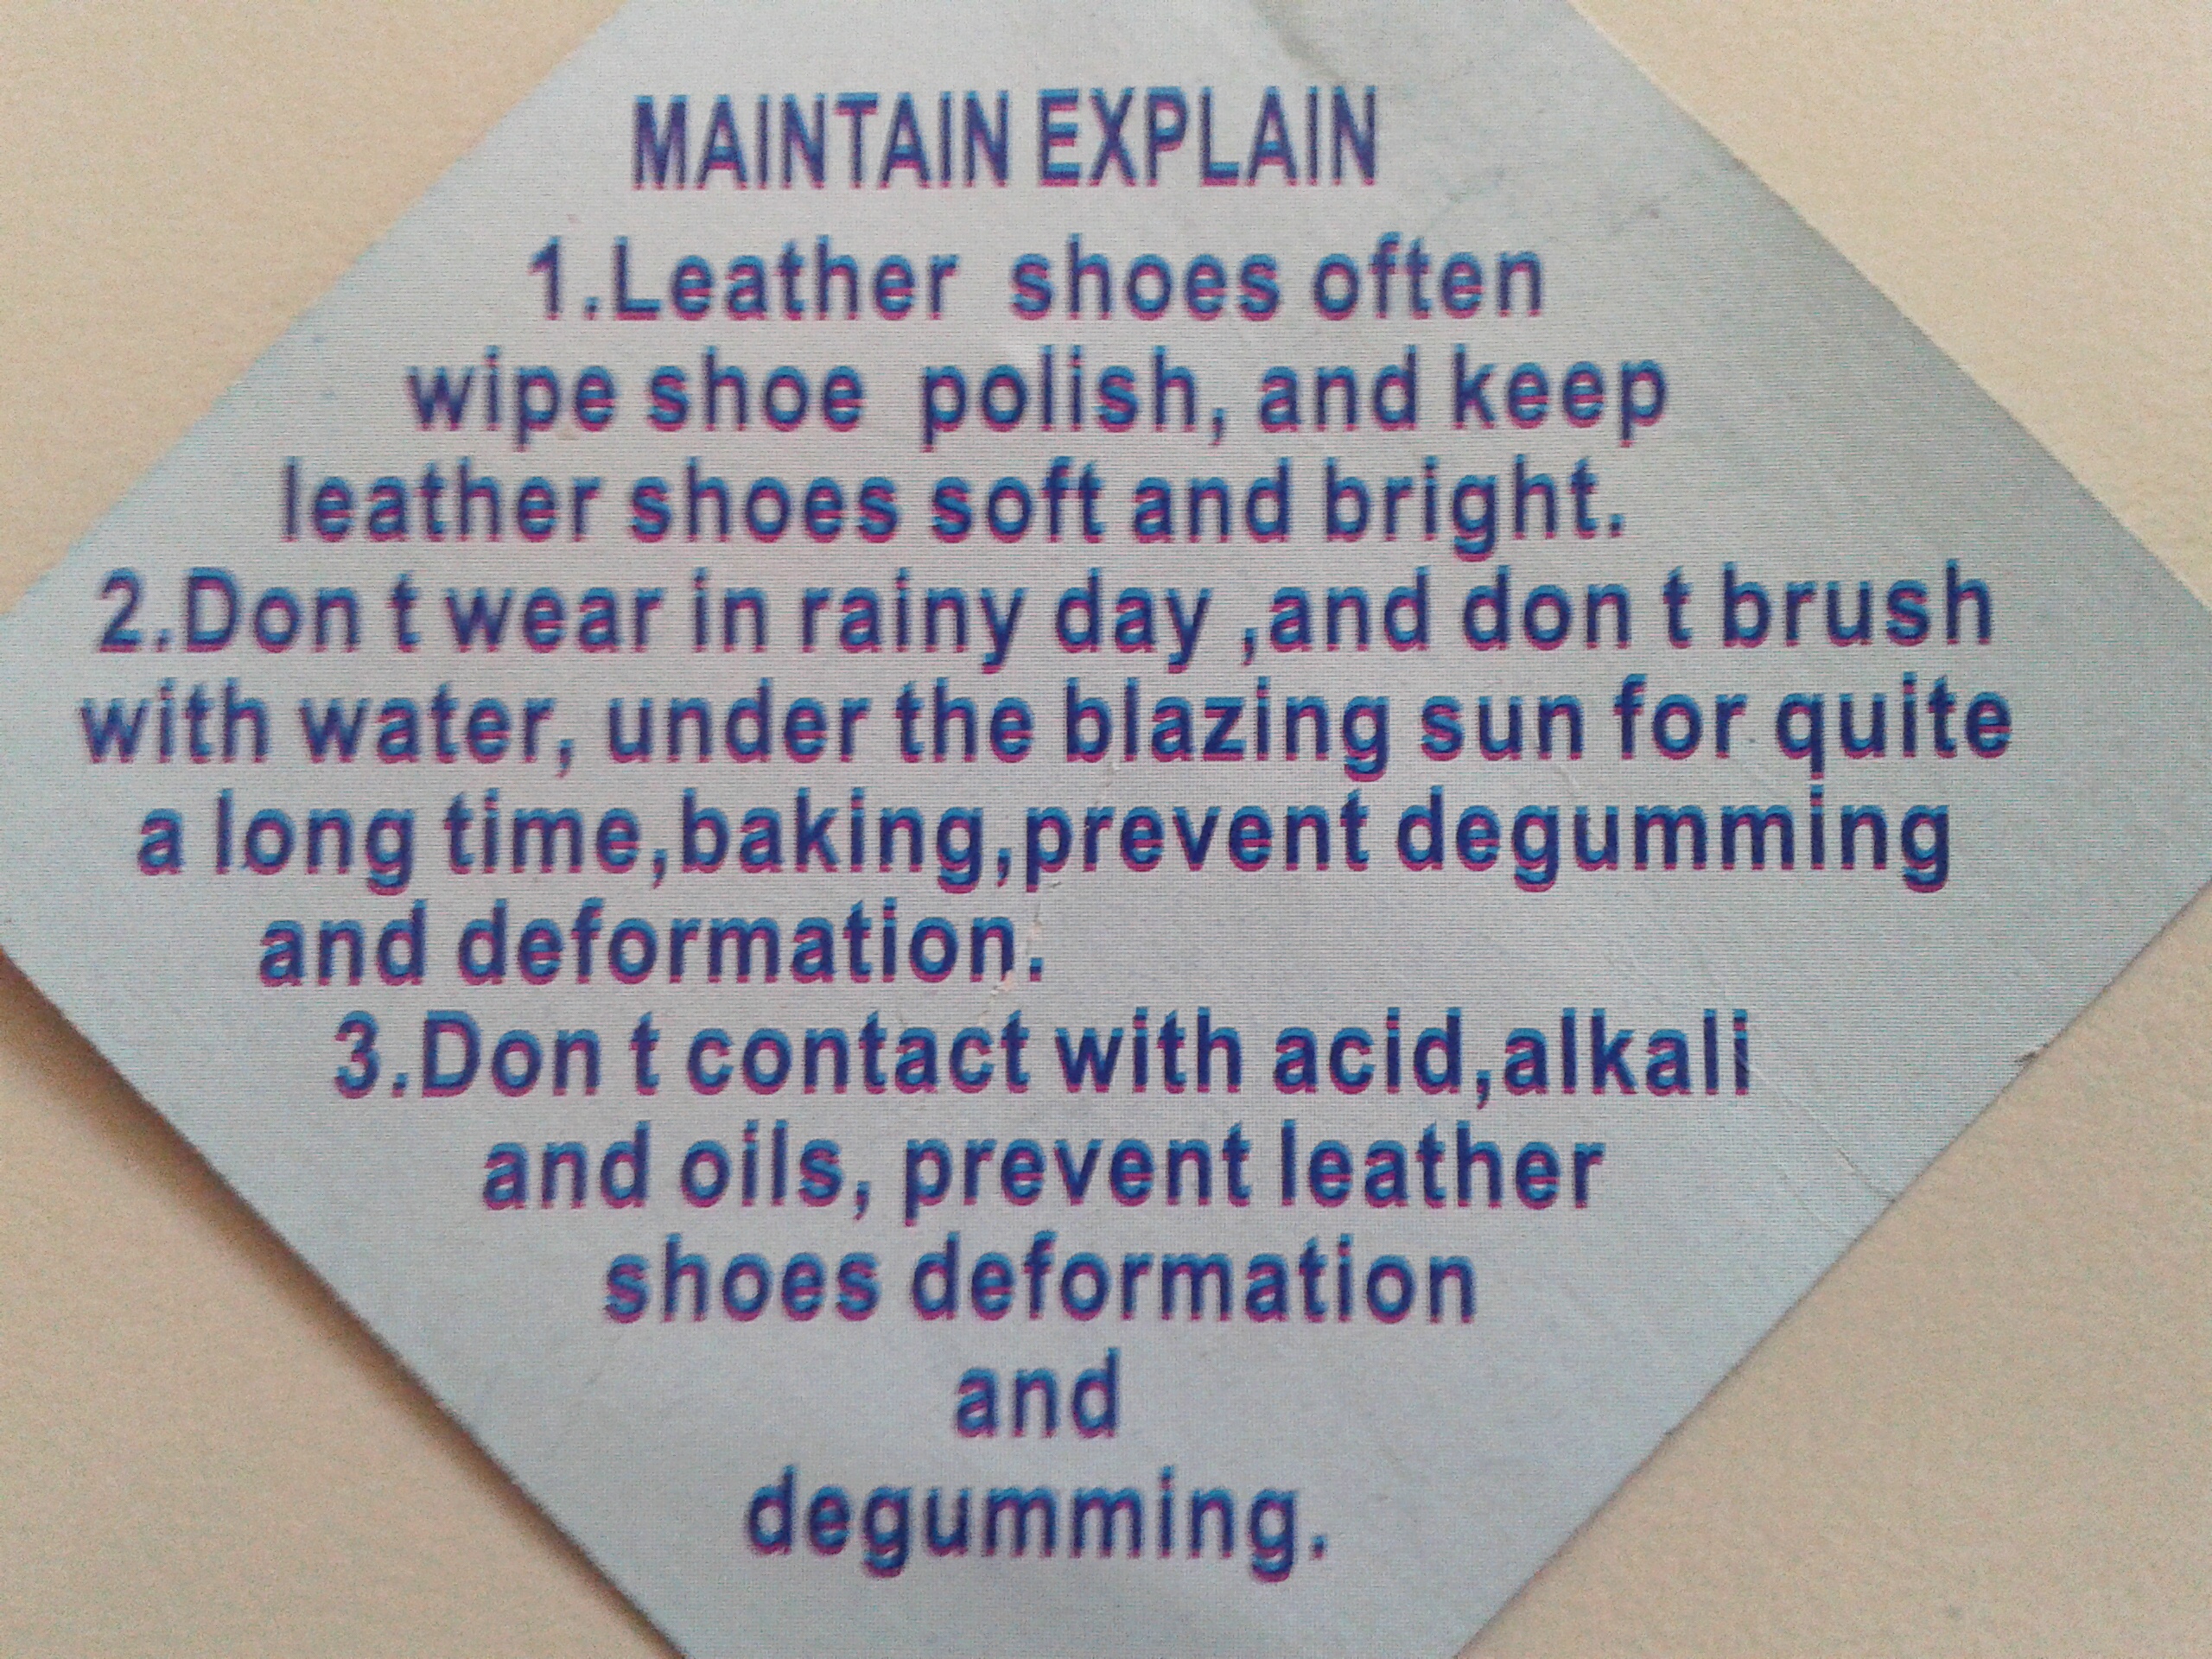 MAINTAIN EXPLAIN
1.Leather shoes often
wipe shoe polish, and keep
leather shoes soft and bright.
2.Don t wear in rainy day ,and don t brush
with water, under the blazing sun for quite
a long time,baking,prevent degumming
and deformation.
3.Don t contact with acid,alkali
and oils, prevent leather
shoes deformation
and
degumming.